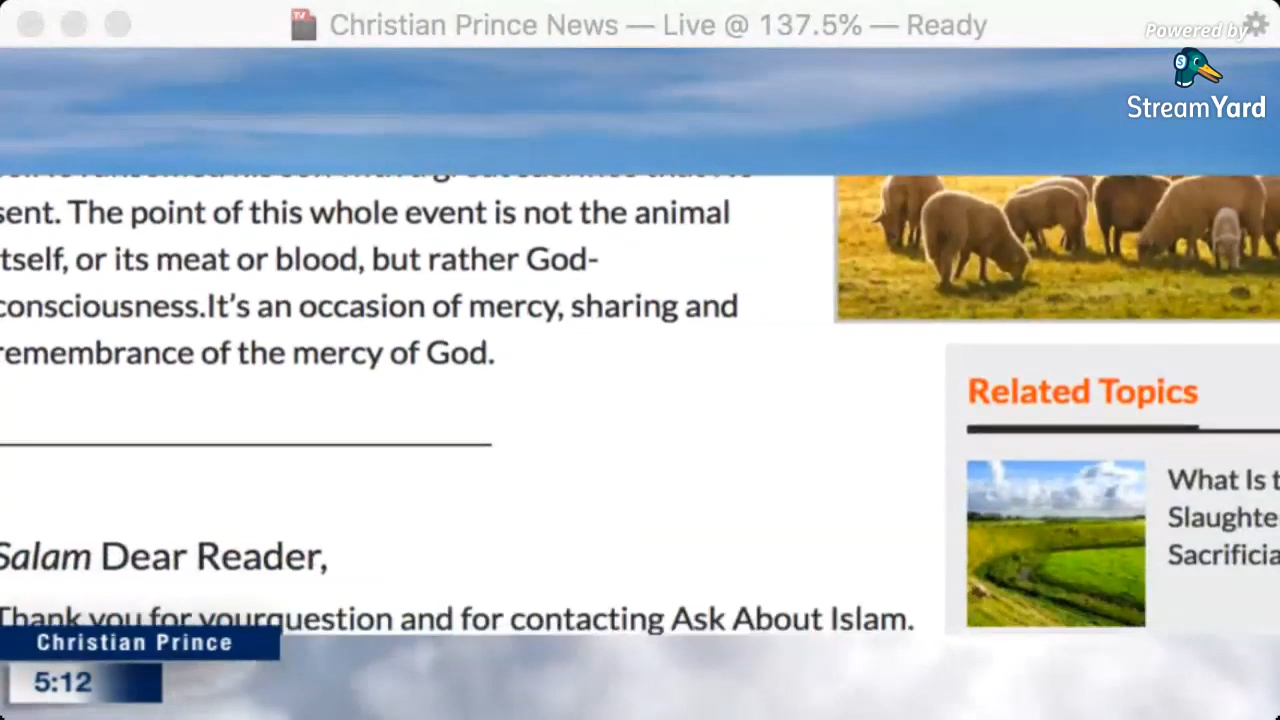 Christian Prince News — Live @ 137.5% — Ready
Powered by
StreamYard
sent. The point of this whole event is not the animal
tself, or its meat or blood, but rather God-
consciousness.It's an occasion of mercy, sharing and
remembrance of the mercy of God.
Related Topics
What Is t
Slaughte
Sacrificia
Salam Dear Reader,
Thank you for yourquestion and for contacting Ask About Islam.
Christian Prince
5:12